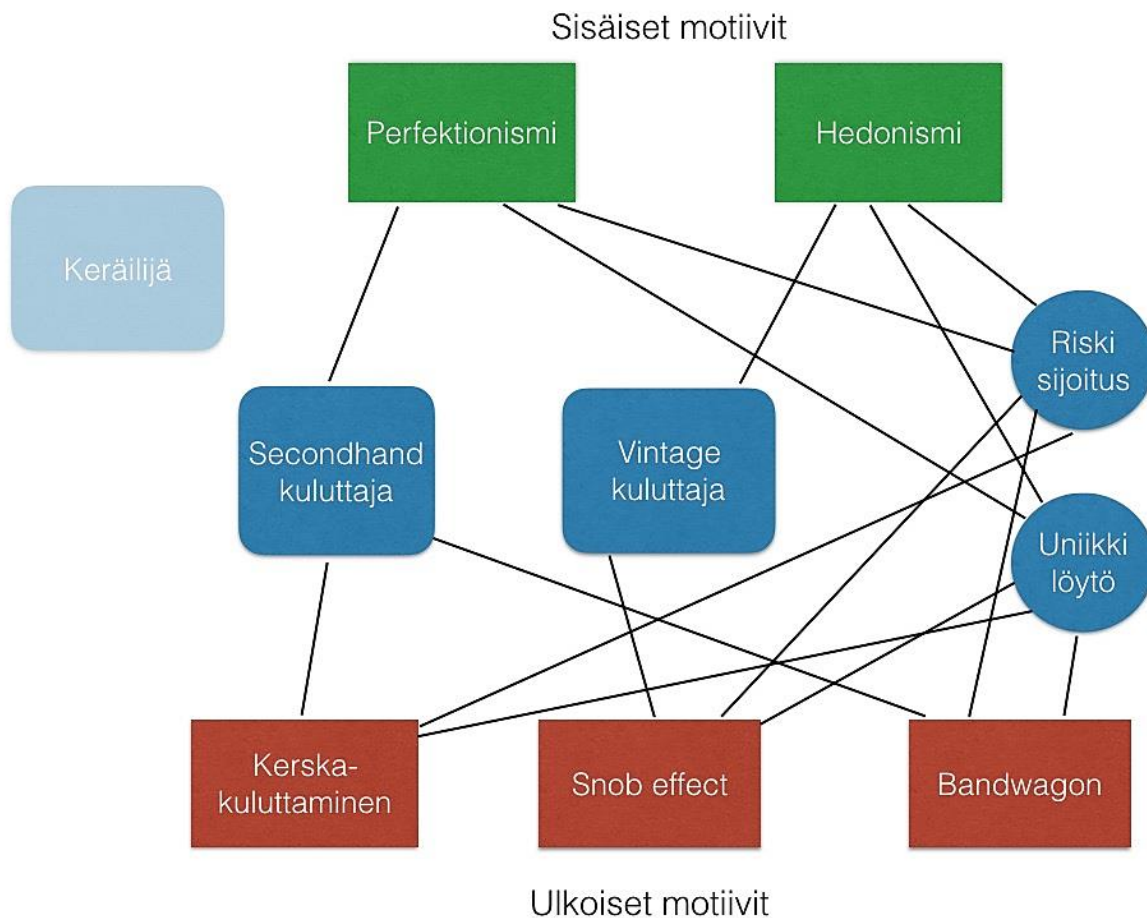 Sisäiset motiivit
Perfektionismi
Hedonismi
Keräilijä
Riski
sijoitus
Secondhand
kuluttaja
Vintage
kuluttaja
Uniikki
löytö
Kerska-
kuluttaminen
Snob effect
Bandwagon
Ulkoiset motiivit